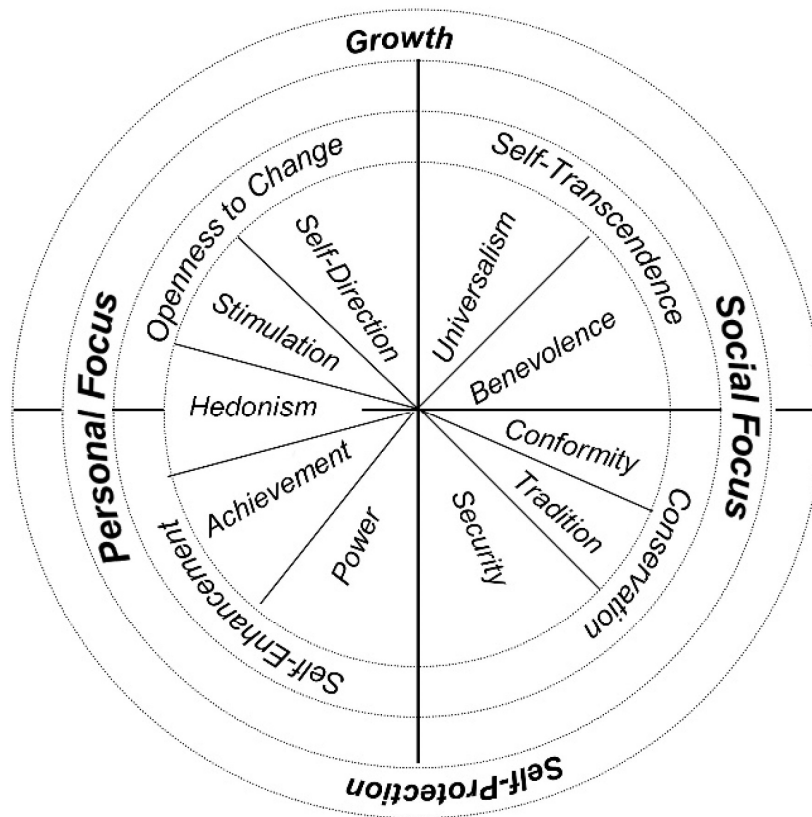 Growth
Openness to Change
Self-Transcendence
Self-Direction
Universalism
Stimulation
Benevolence
Personal Focus
Social Focus
Hedonism
Conformity
Achievement
Tradition
Power
Security
Self-Enhancement
Conservation
Self-Protection